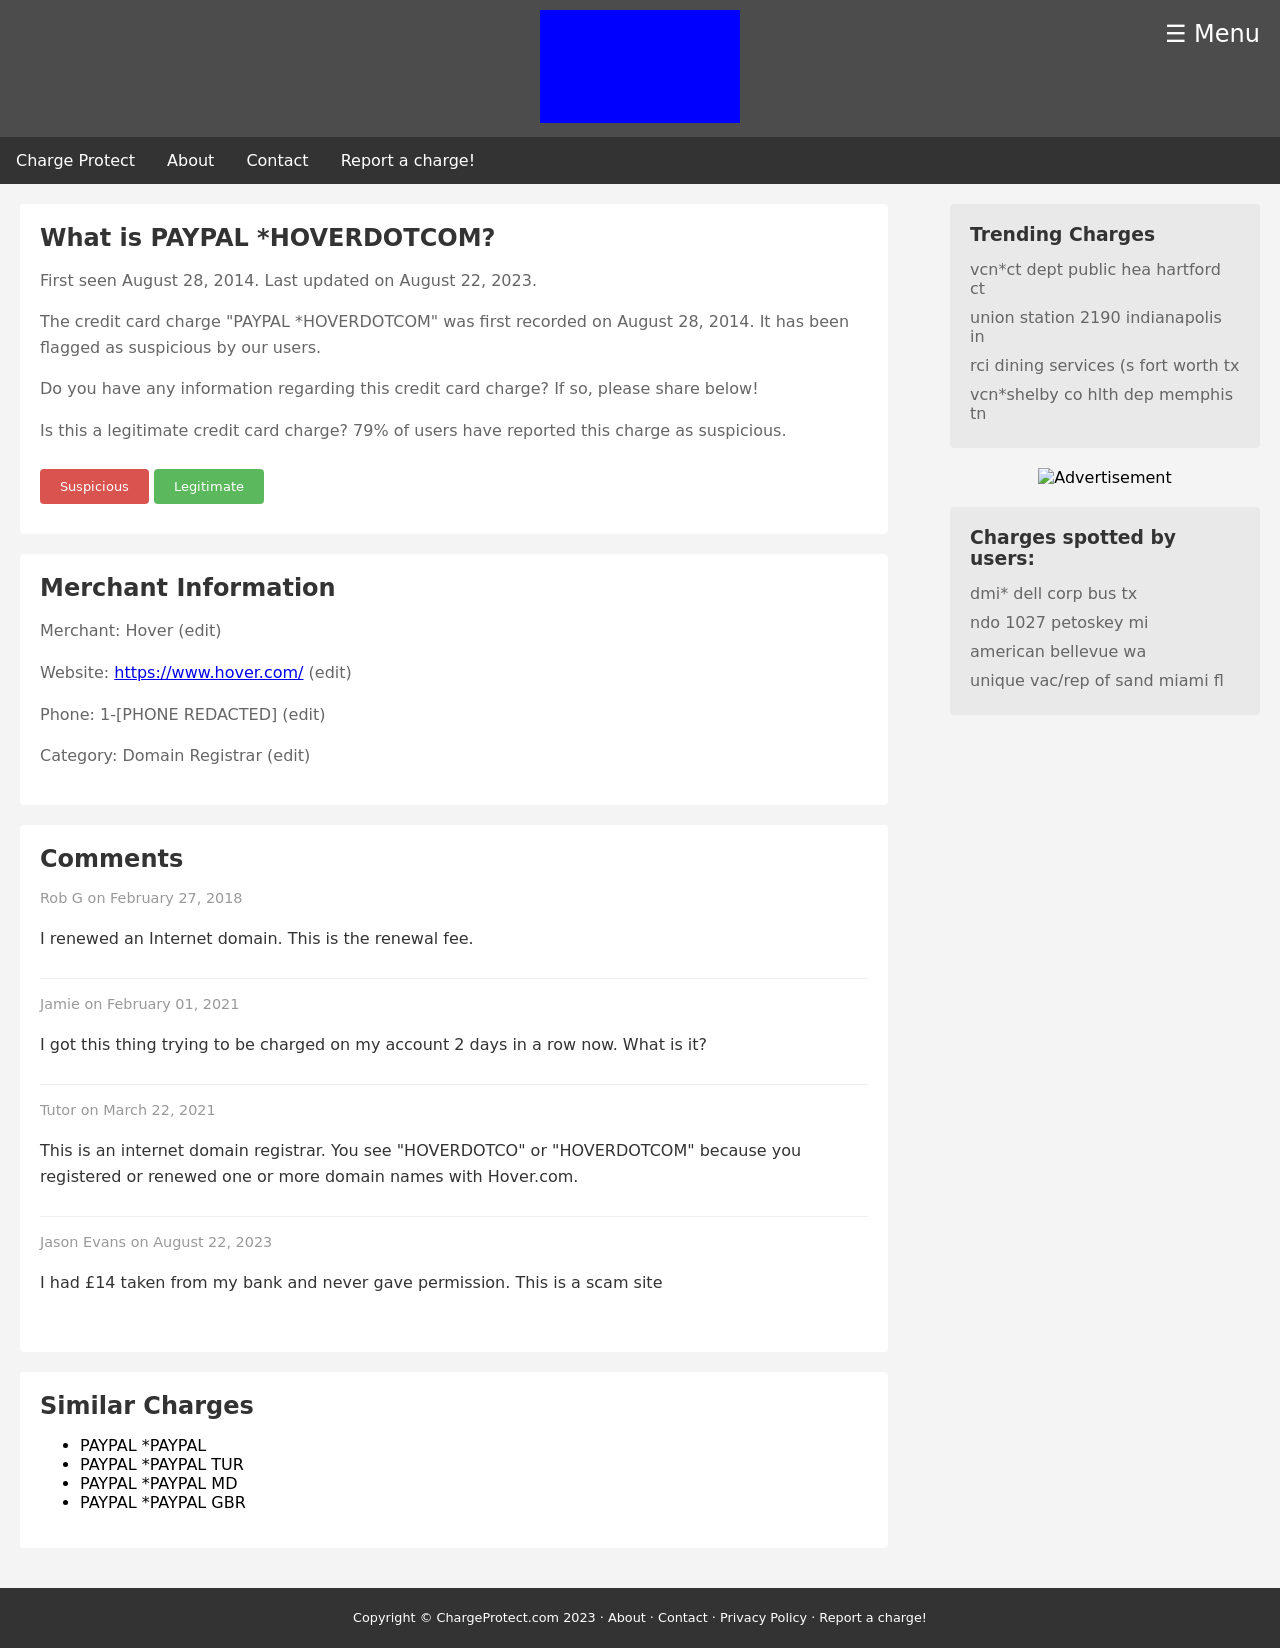 ☰ Menu
Charge Protect About Contact Report a charge!
What is PAYPAL *HOVERDOTCOM?
First seen August 28, 2014. Last updated on August 22, 2023.
The credit card charge "PAYPAL *HOVERDOTCOM" was first recorded on August 28, 2014. It has been
flagged as suspicious by our users.
Do you have any information regarding this credit card charge? If so, please share below!
Is this a legitimate credit card charge? 79% of users have reported this charge as suspicious.
Suspicious Legitimate
Merchant Information
Merchant: Hover (edit)
Website: https://www.hover.com/ (edit)
Phone: 1-[PHONE REDACTED] (edit)
Category: Domain Registrar (edit)
Comments
Rob G on February 27, 2018
I renewed an Internet domain. This is the renewal fee.
Jamie on February 01, 2021
I got this thing trying to be charged on my account 2 days in a row now. What is it?
Tutor on March 22, 2021
This is an internet domain registrar. You see "HOVERDOTCO" or "HOVERDOTCOM" because you
registered or renewed one or more domain names with Hover.com.
Jason Evans on August 22, 2023
I had £14 taken from my bank and never gave permission. This is a scam site
Similar Charges
• PAYPAL *PAYPAL
• PAYPAL *PAYPAL TUR
• PAYPAL *PAYPAL MD
• PAYPAL *PAYPAL GBR
Trending Charges
vcn*ct dept public hea hartford
ct
union station 2190 indianapolis
in
rci dining services (s fort worth tx
vcn*shelby co hlth dep memphis
tn
Advertisement
Charges spotted by
users:
dmi* dell corp bus tx
ndo 1027 petoskey mi
american bellevue wa
unique vac/rep of sand miami fl
Copyright © ChargeProtect.com 2023 · About · Contact · Privacy Policy · Report a charge!